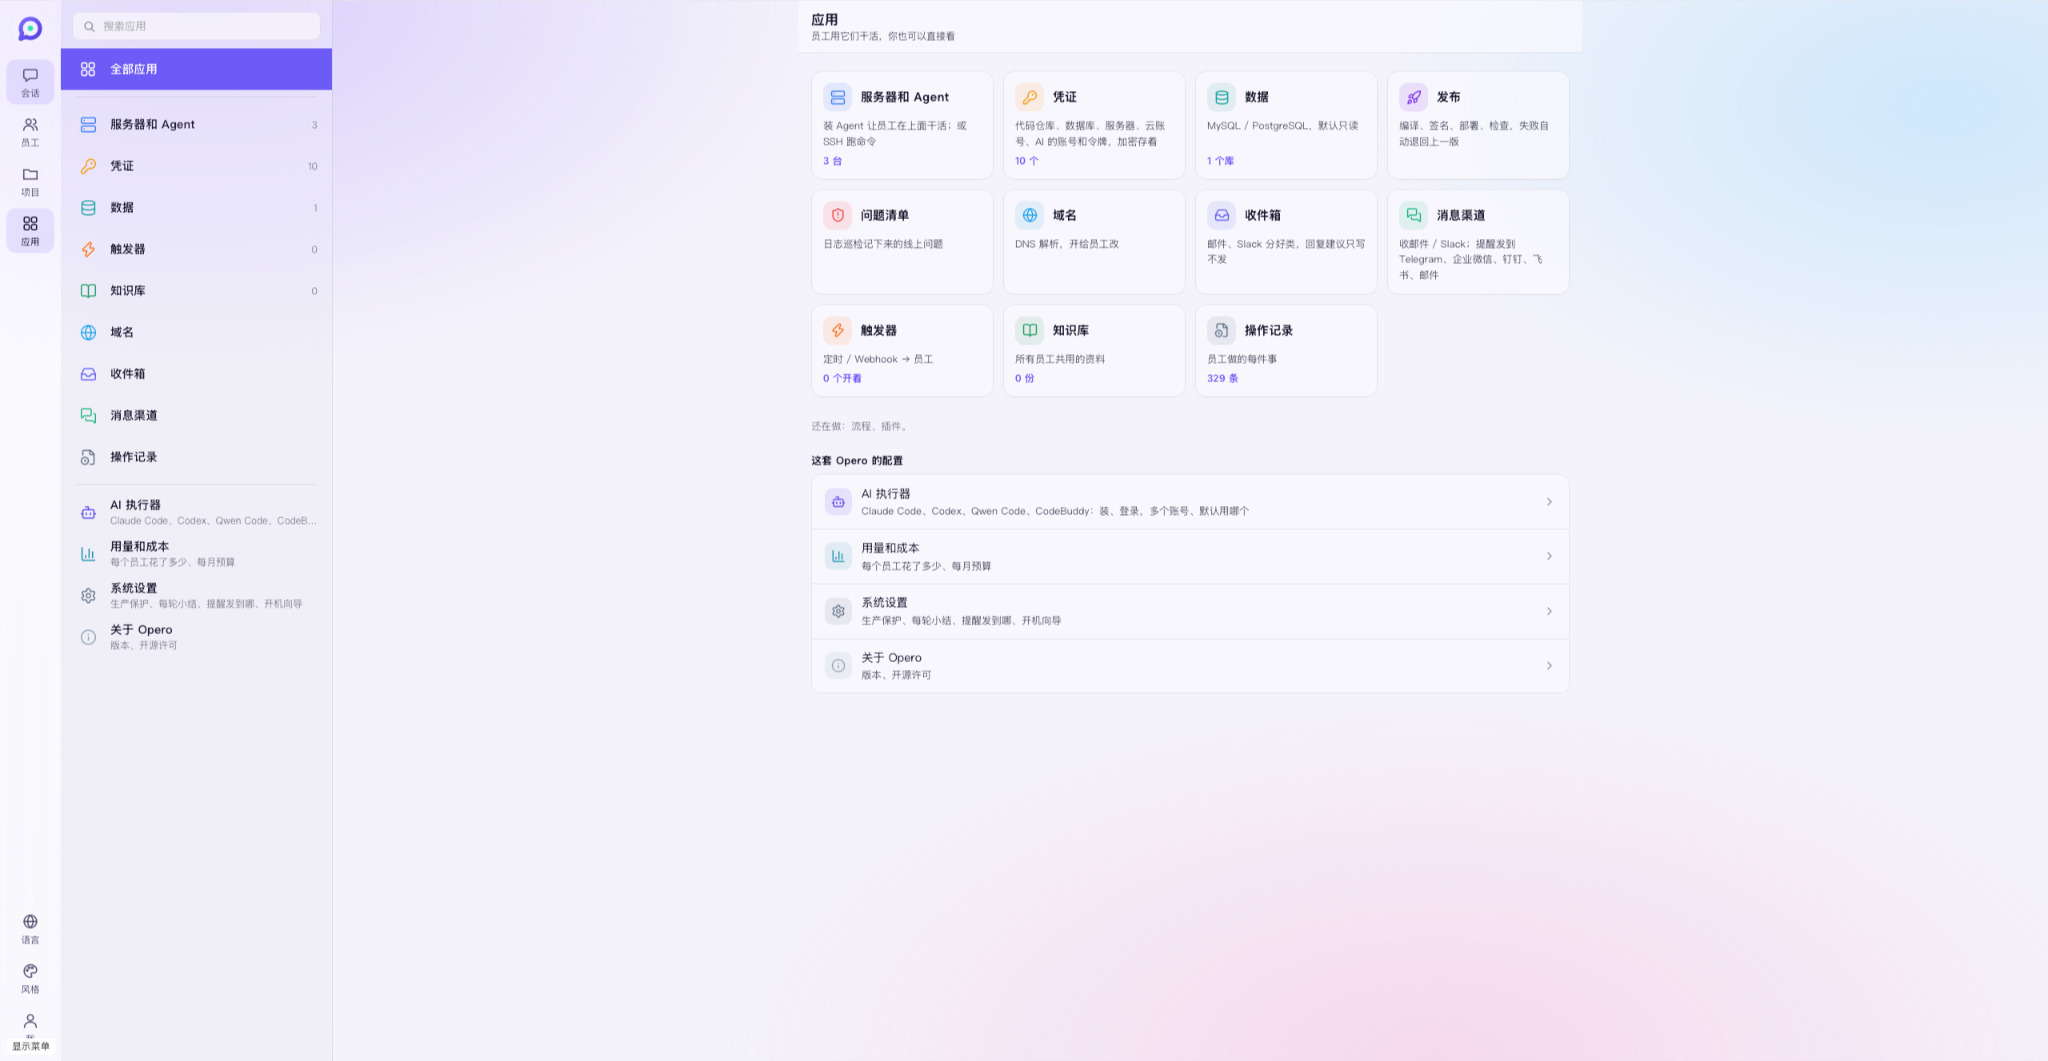 会话
员工
项目
应用
语言
风格
显示菜单
搜索应用
全部应用
服务器和 Agent 3
凭证 10
数据 1
触发器 0
知识库 0
域名
收件箱
消息渠道
操作记录
AI 执行器
Claude Code、Codex、Qwen Code、CodeB...
用量和成本
每个员工花了多少、每月预算
系统设置
生产保护、每轮小结、提醒发到哪、开机向导
关于 Opero
版本、开源许可
应用
员工用它们干活，你也可以直接看
服务器和 Agent
装 Agent 让员工在上面干活；或
SSH 跑命令
3 台
凭证
代码仓库、数据库、服务器、云账
号、AI 的账号和令牌，加密存着
10 个
数据
MySQL / PostgreSQL，默认只读
1 个库
发布
编译、签名、部署、检查，失败自
动退回上一版
问题清单
日志巡检记下来的线上问题
域名
DNS 解析，开给员工改
收件箱
邮件、Slack 分好类，回复建议只写
不发
消息渠道
收邮件 / Slack；提醒发到
Telegram、企业微信、钉钉、飞
书、邮件
触发器
定时 / Webhook → 员工
0 个开着
知识库
所有员工共用的资料
0 份
操作记录
员工做的每件事
329 条
还在做：流程、插件。
这套 Opero 的配置
AI 执行器
Claude Code、Codex、Qwen Code、CodeBuddy：装、登录，多个账号、默认用哪个
用量和成本
每个员工花了多少、每月预算
系统设置
生产保护、每轮小结、提醒发到哪、开机向导
关于 Opero
版本、开源许可